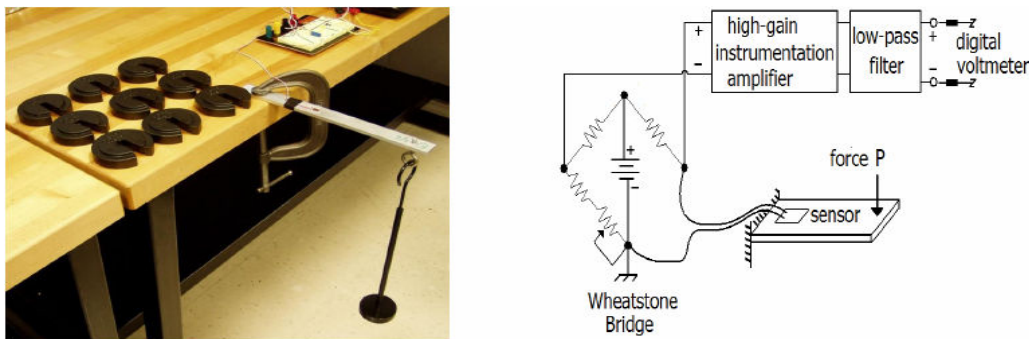 +
−
high-gain
instrumentation
amplifier
low-pass
filter
+
−
digital
voltmeter
+
−
force P
sensor
Wheatstone
Bridge